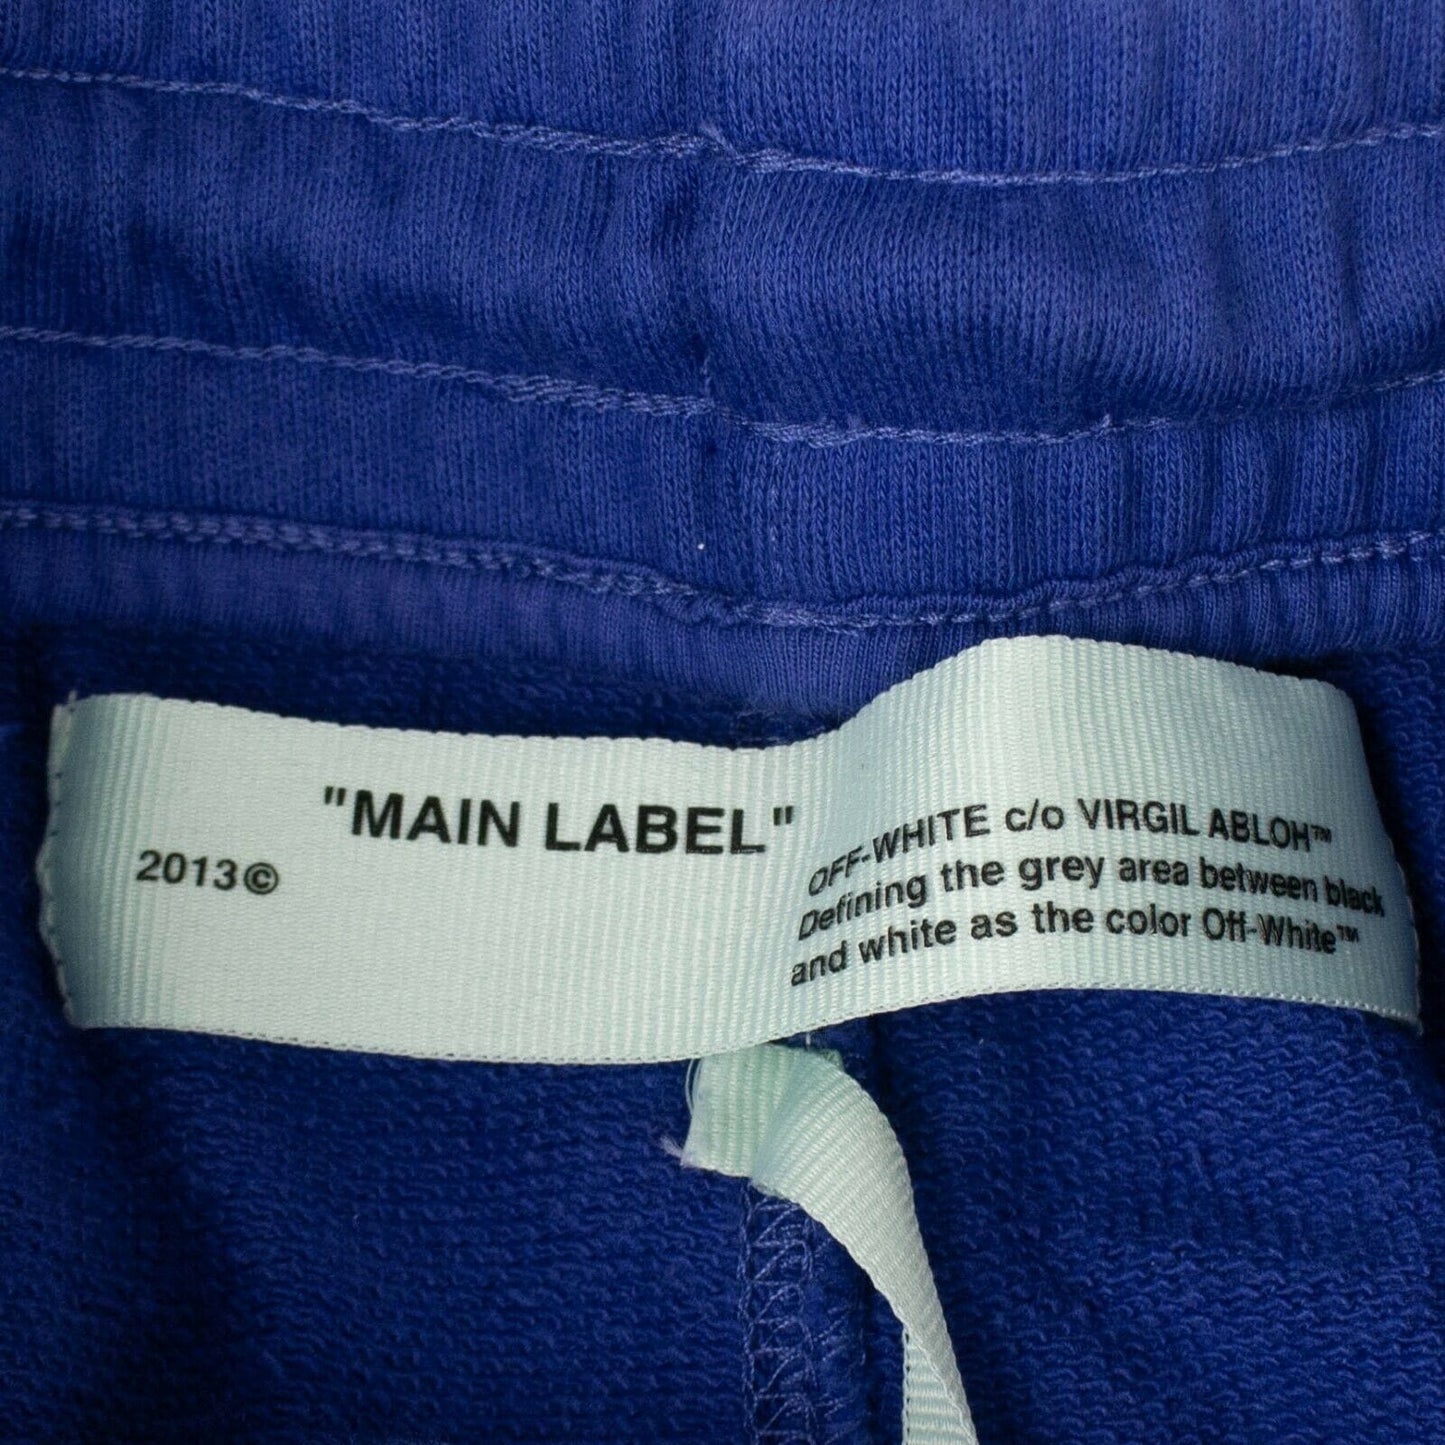 "MAIN LABEL"
2013©
OFF-WHITE c/o VIRGIL ABLOH™
Defining the grey area between black
and white as the color Off-White™